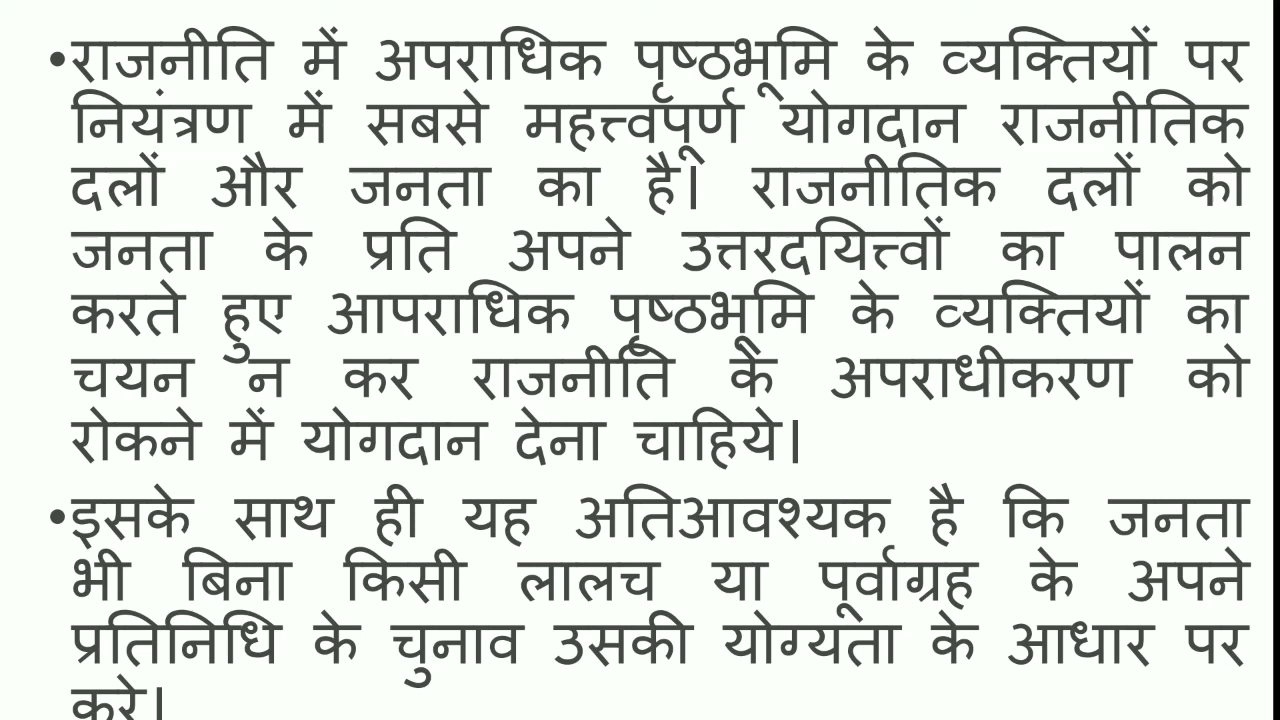 •राजनीति में अपराधिक पृष्ठभूमि के व्यक्तियों पर
नियंत्रण में सबसे महत्त्वपूर्ण योगदान राजनीतिक
दलों और जनता का है। राजनीतिक दलों को
जनता के प्रति अपने उत्तरदयित्त्वों का पालन
करते हुए आपराधिक पृष्ठभूमि के व्यक्तियों का
चयन न कर राजनीति के अपराधीकरण को
रोकने में योगदान देना चाहिये।
•इसके साथ ही यह अतिआवश्यक है कि जनता
भी बिना किसी लालच या पूर्वाग्रह के अपने
प्रतिनिधि के चुनाव उसकी योग्यता के आधार पर
करे।